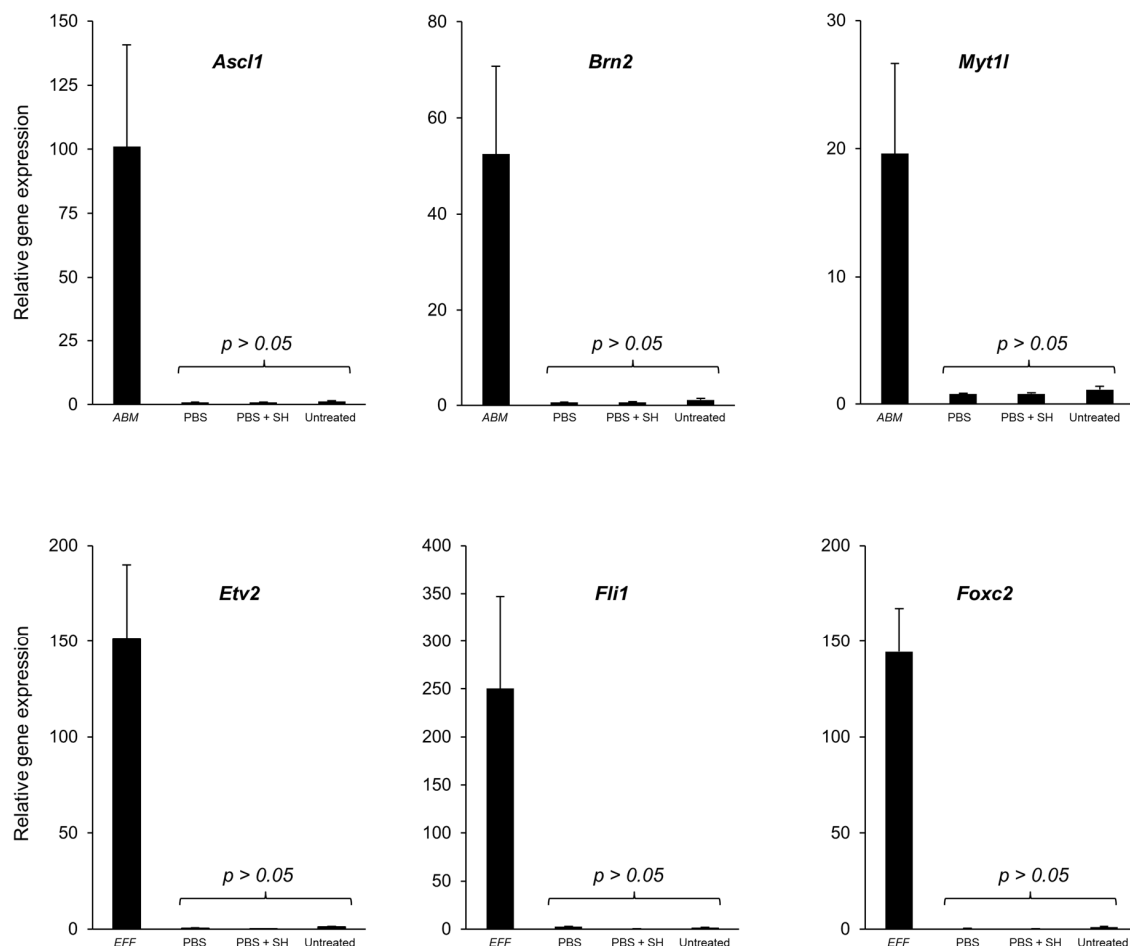 Relative gene expression
Ascl1
150
125
100
75
50
25
0
p > 0.05
ABM PBS PBS + SH Untreated
Brn2
80
60
40
20
0
p > 0.05
ABM PBS PBS + SH Untreated
Myt1l
30
20
10
0
p > 0.05
ABM PBS PBS + SH Untreated
Relative gene expression
Etv2
200
150
100
50
0
p > 0.05
EFF PBS PBS + SH Untreated
Fli1
400
350
300
250
200
150
100
50
0
p > 0.05
EFF PBS PBS + SH Untreated
Foxc2
200
150
100
50
0
p > 0.05
EFF PBS PBS + SH Untreated